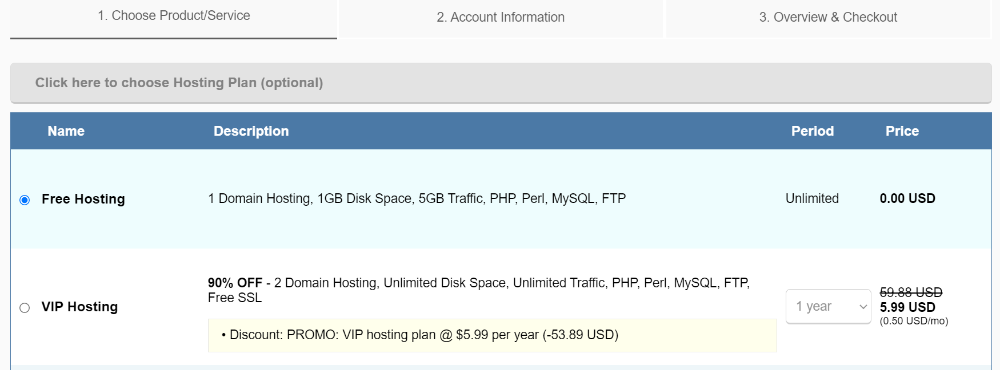 1. Choose Product/Service
2. Account Information
3. Overview & Checkout
Click here to choose Hosting Plan (optional)
Name
Description
Period
Price
Free Hosting
1 Domain Hosting, 1GB Disk Space, 5GB Traffic, PHP, Perl, MySQL, FTP
Unlimited
0.00 USD
VIP Hosting
90% OFF - 2 Domain Hosting, Unlimited Disk Space, Unlimited Traffic, PHP, Perl, MySQL, FTP,
Free SSL
• Discount: PROMO: VIP hosting plan @ $5.99 per year (-53.89 USD)
1 year
59.88 USD
5.99 USD
(0.50 USD/mo)